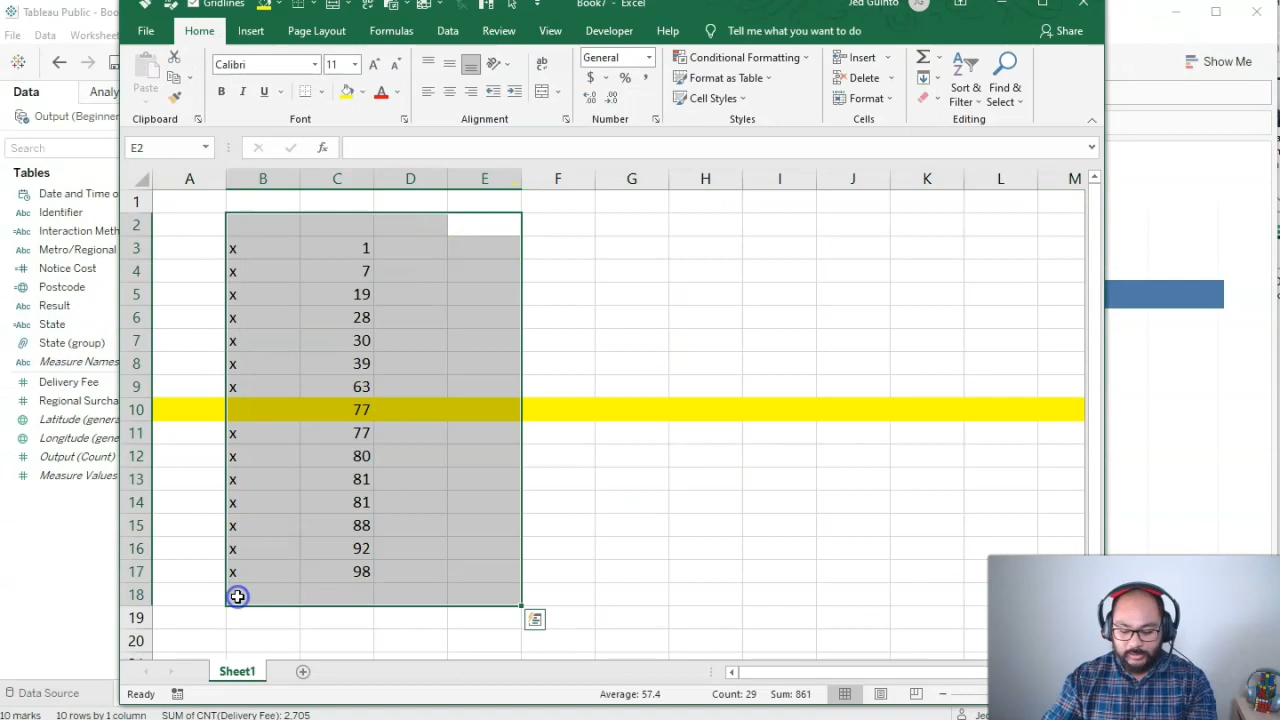 Tableau Public - Boo
Gridlines
Book7 - Excel
Jed Guinto
File Data Worksheet
File Home Insert Page Layout Formulas Data Review View Developer Help Tell me what you want to do Share
Show Me
Paste
Calibri 11
B I U
General
$ % ,
Conditional Formatting
Format as Table
Cell Styles
Insert
Delete
Format
Sort & Filter
Find & Select
Clipboard Font Alignment Number Styles Cells Editing
Data Analy
Output (Beginner
Search
E2
fx
Tables
Date and Time o
Identifier
Interaction Meth
Metro/Regional
Notice Cost
Postcode
Result
State
State (group)
Measure Names
Delivery Fee
Regional Surcha
Latitude (gener
Longitude (gene
Output (Count)
Measure Values
A B C D E F G H I J K L M
1
2
3 x 1
4 x 7
5 x 19
6 x 28
7 x 30
8 x 39
9 x 63
10 77
11 x 77
12 x 80
13 x 81
14 x 81
15 x 88
16 x 92
17 x 98
18
19
20
Sheet1
Ready
Average: 57.4 Count: 29 Sum: 861
Data Source
10 marks 10 rows by 1 column SUM of CNT(Delivery Fee): 2,705